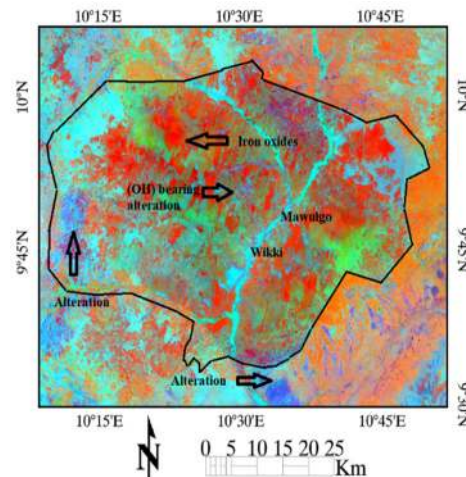 10°15'E 10°30'E 10°45'E
10°N
10°N
Iron oxides
(OH) bearing
alteration
Mawulgo
9°45'N
9°45'N
Wikki
Alteration
Alteration
9°30'N
10°15'E 10°30'E 10°45'E
N
0 5 10 15 20 25
Km